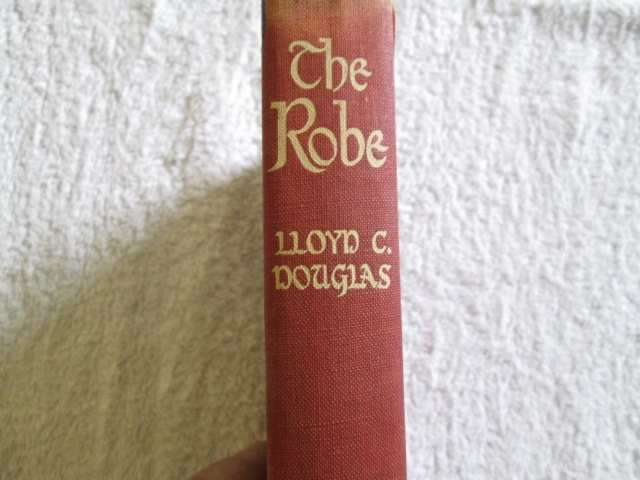 The
Robe
LLOYD C.
DOUGLAS